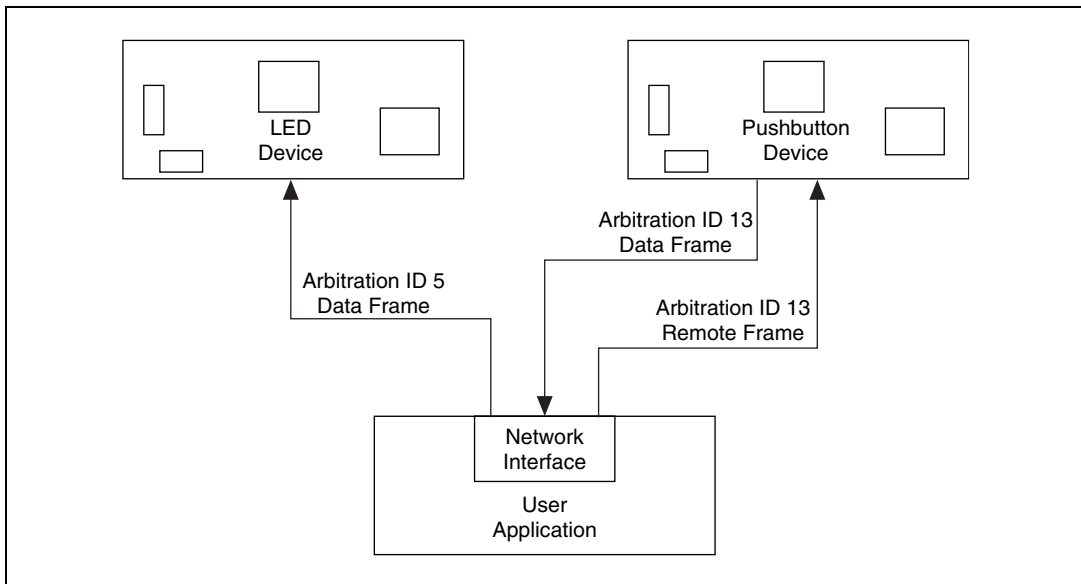 LED
Device
Pushbutton
Device
Arbitration ID 13
Data Frame
Arbitration ID 5
Data Frame
Arbitration ID 13
Remote Frame
Network
Interface
User
Application